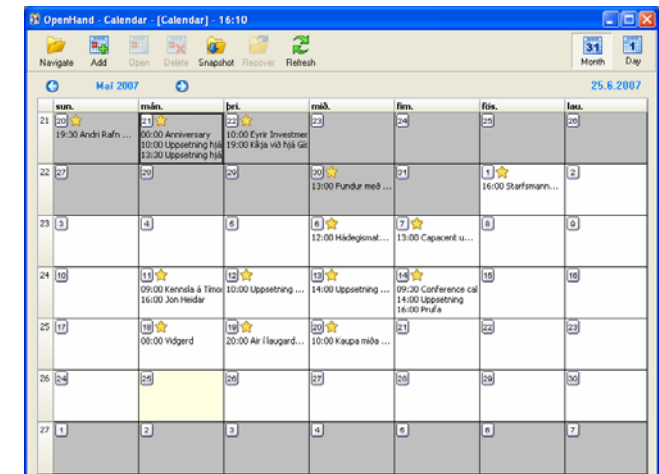 OpenHand - Calendar - [Calendar] - 16:10
Navigate Add Open Delete Snapshot Recover Refresh 31 Month 1 Day
Maí 2007 25.6.2007
sun. mán. þri. mið. fim. fös. lau.
21 20 21 22 23 24 25 26
19:30 Andri Rafn ... 00:00 Anniversary 10:00 Eyrir Investmer
10:00 Uppsetning hjá 19:00 Kíkja við hjá Gís
13:30 Uppsetning hjá
22 27 28 29 30 31 1 2
13:00 Fundur með ... 16:00 Starfsmann...
23 3 4 5 6 7 8 9
12:00 Hádegismat... 13:00 Capacent u...
24 10 11 12 13 14 15 16
09:00 Kennsla á Tímo 10:00 Uppsetning ... 14:00 Uppsetning ... 09:30 Conference cal
16:00 Jon Heidar 14:00 Uppsetning
16:00 Prufa
25 17 18 19 20 21 22 23
08:00 Vidgerd 20:00 Air í laugard... 10:00 Kaupa miða ...
26 24 25 26 27 28 29 30
27 1 2 3 4 5 6 7